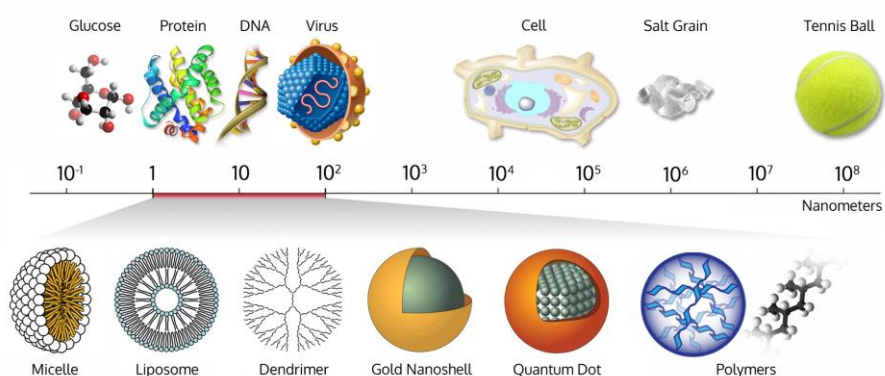 Glucose Protein DNA Virus Cell Salt Grain Tennis Ball
10⁻¹ 1 10 10² 10³ 10⁴ 10⁵ 10⁶ 10⁷ 10⁸
Nanometers
Micelle Liposome Dendrimer Gold Nanoshell Quantum Dot Polymers